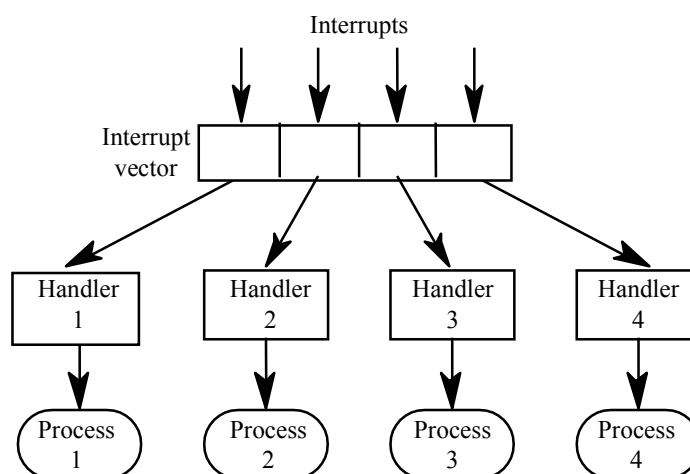 Interrupts
Interrupt
vector
Handler
1
Handler
2
Handler
3
Handler
4
Process
1
Process
2
Process
3
Process
4